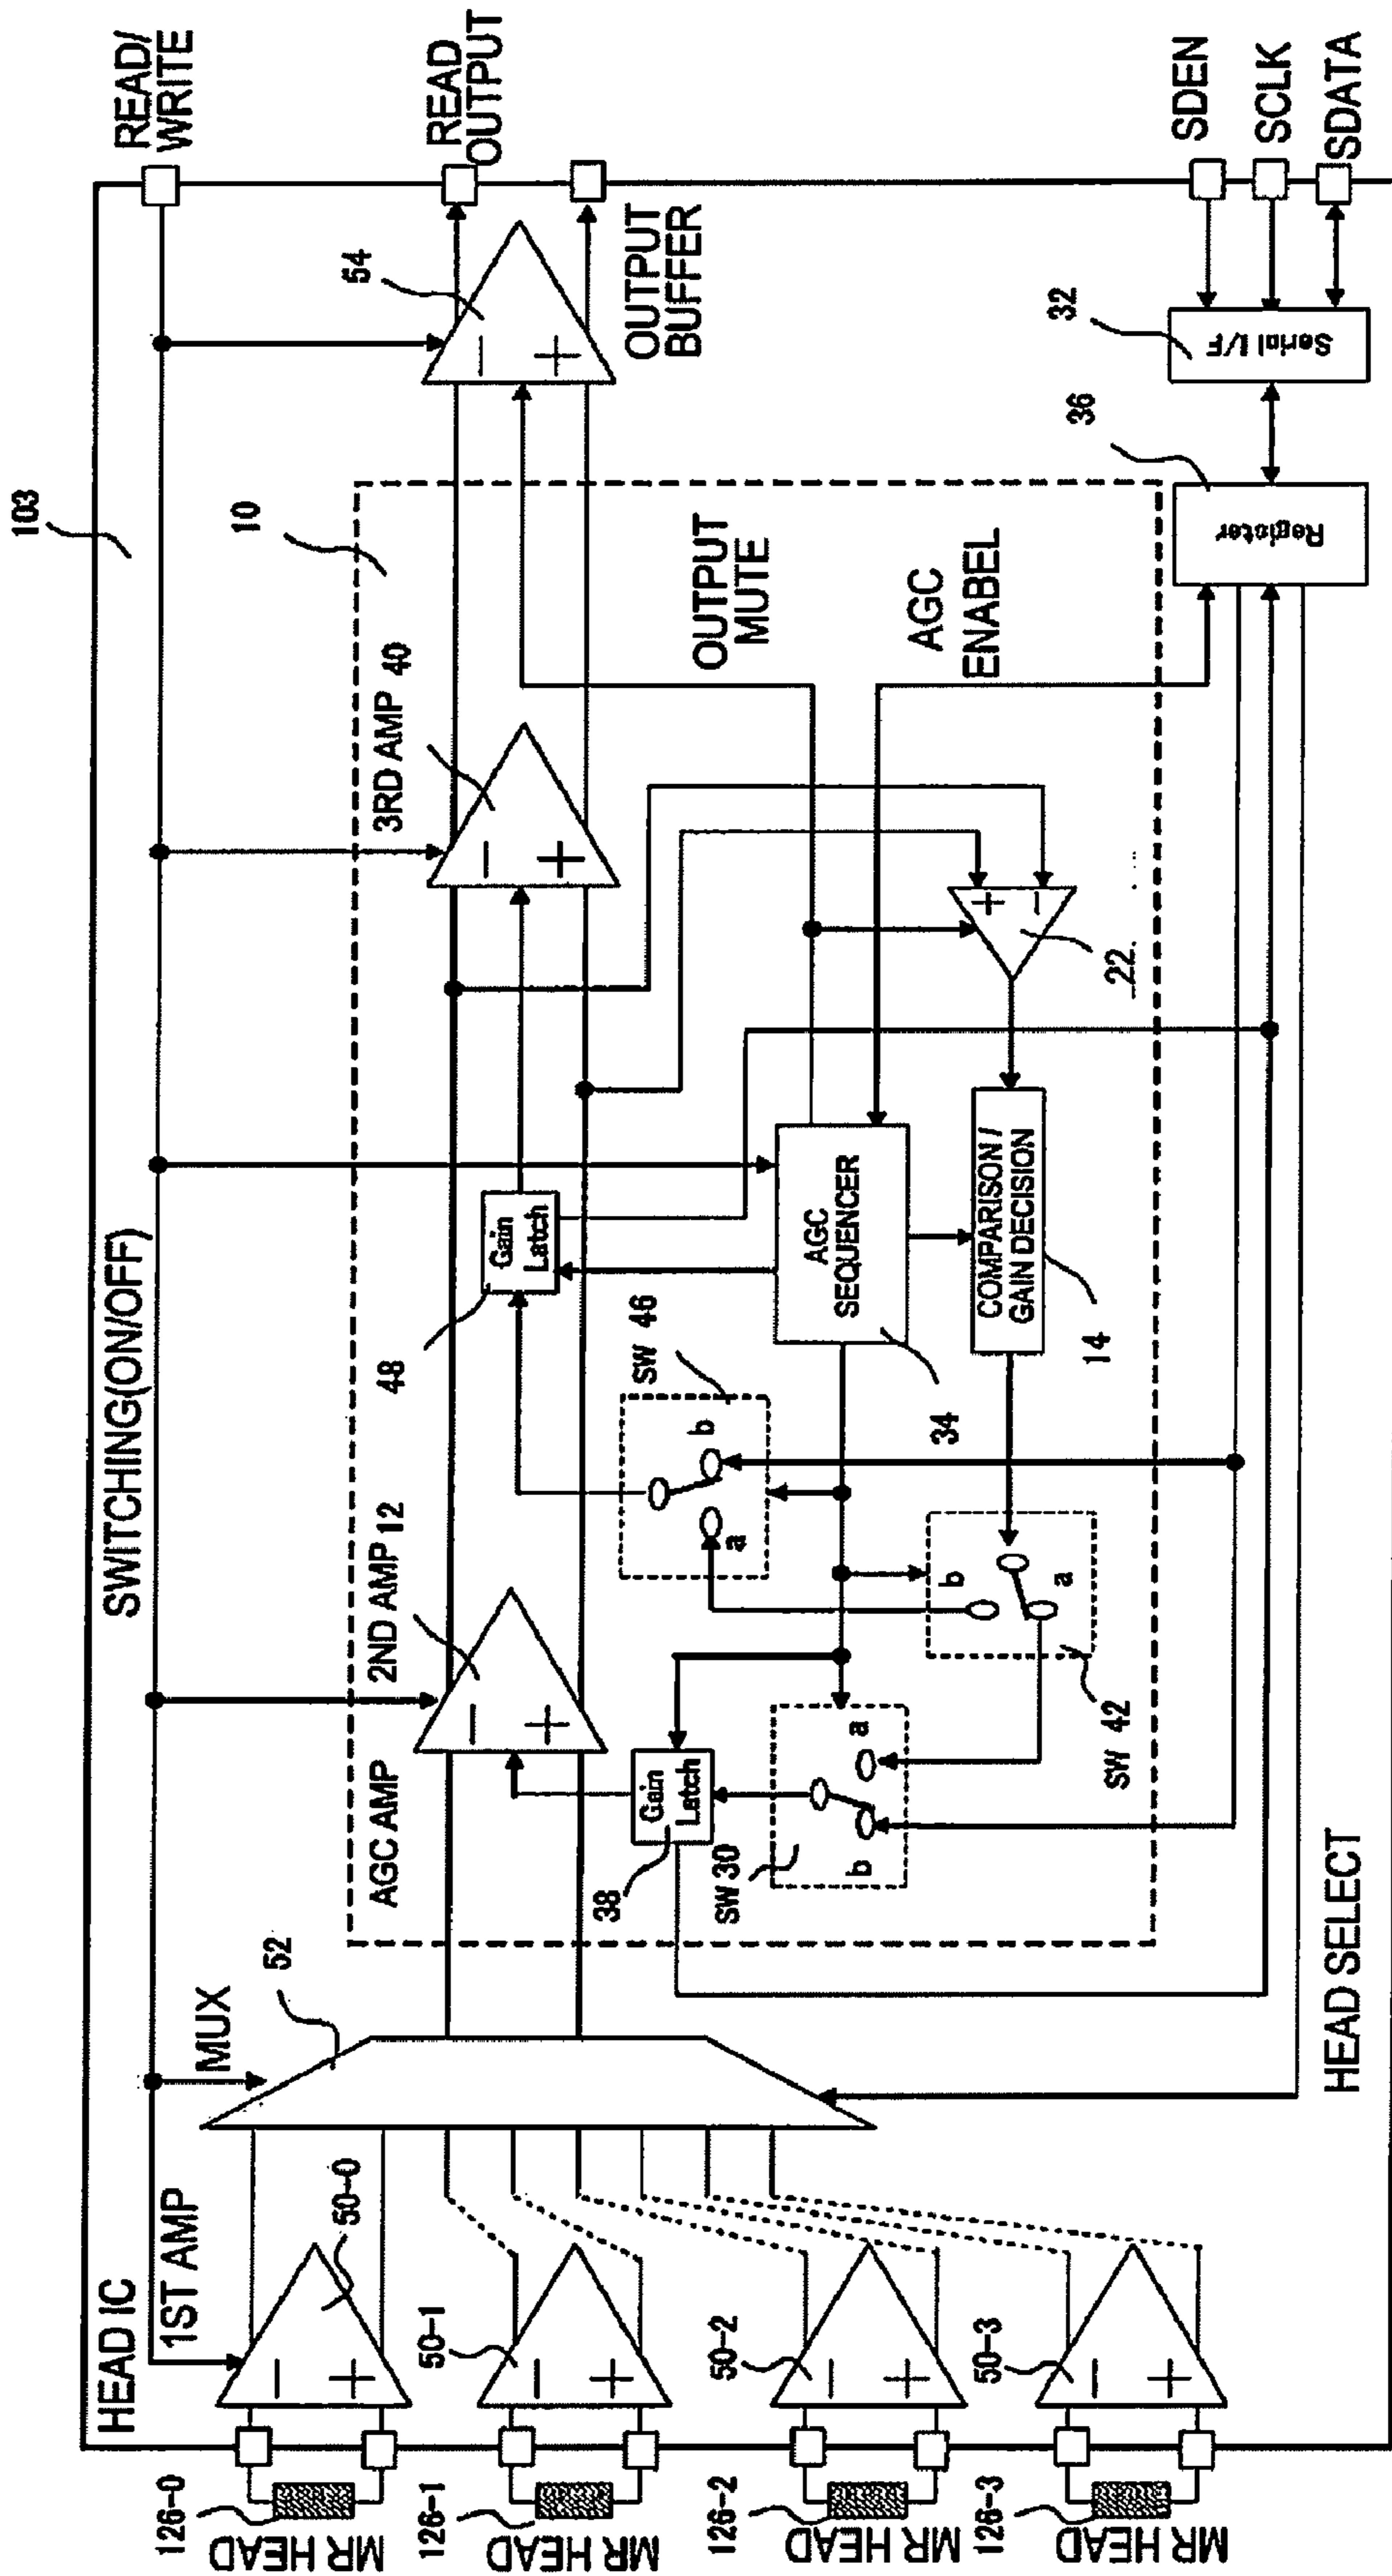 HEAD IC
103
SWITCHING(ON/OFF)
READ/
WRITE
1ST AMP
MUX
52
AGC AMP
2ND AMP 12
3RD AMP 40
10
54
READ
OUTPUT
OUTPUT
BUFFER
126-0
MR HEAD
50-0
− +
126-1
MR HEAD
50-1
− +
126-2
MR HEAD
50-2
− +
126-3
MR HEAD
50-3
− +
− +
− +
− +
38
Gain
Latch
48
Gain
Latch
SW 30
a
b
SW 46
a
b
SW 42
a
b
AGC
SEQUENCER
34
COMPARISON /
GAIN DECISION
14
+ −
22
OUTPUT
MUTE
AGC
ENABEL
36
Register
32
Serial I/F
SDEN
SCLK
SDATA
HEAD SELECT